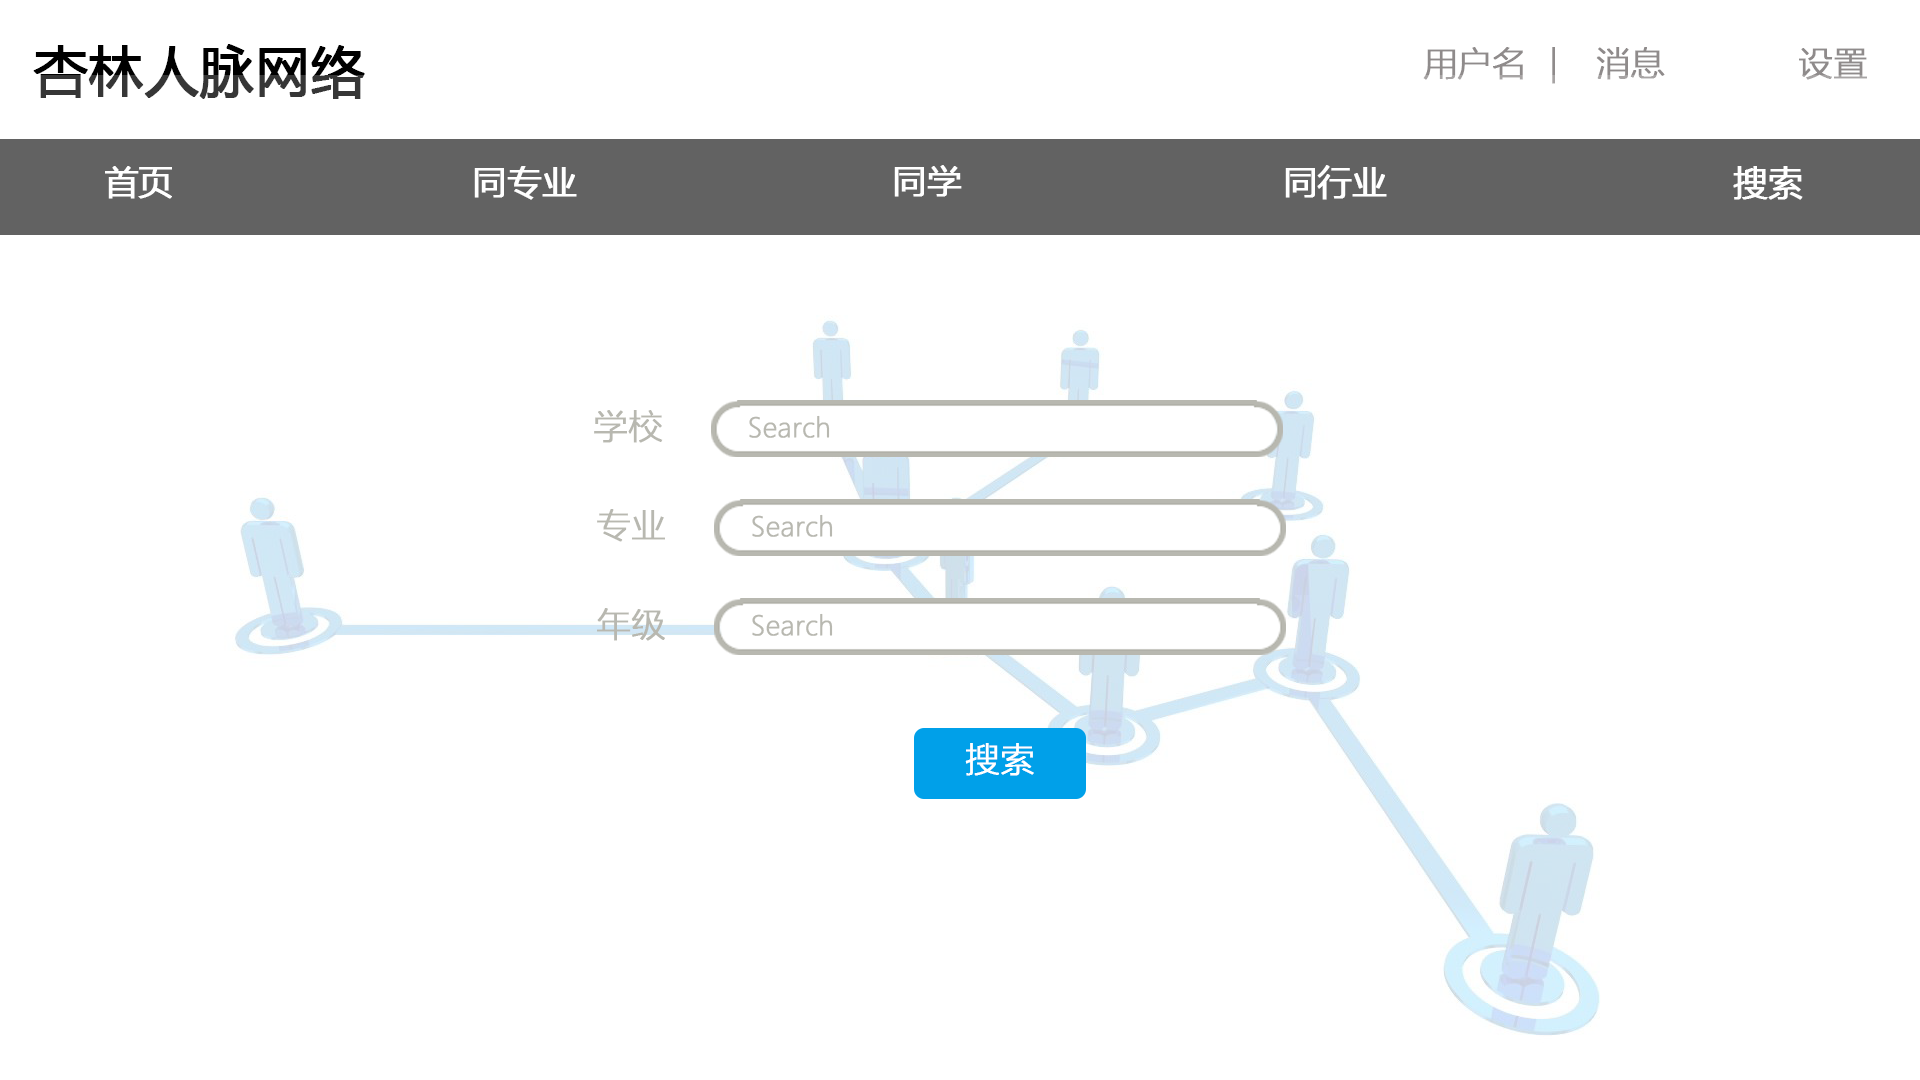 杏林人脉网络
用户名 | 消息 设置
首页 同专业 同学 同行业 搜索
学校 Search
专业 Search
年级 Search
搜索